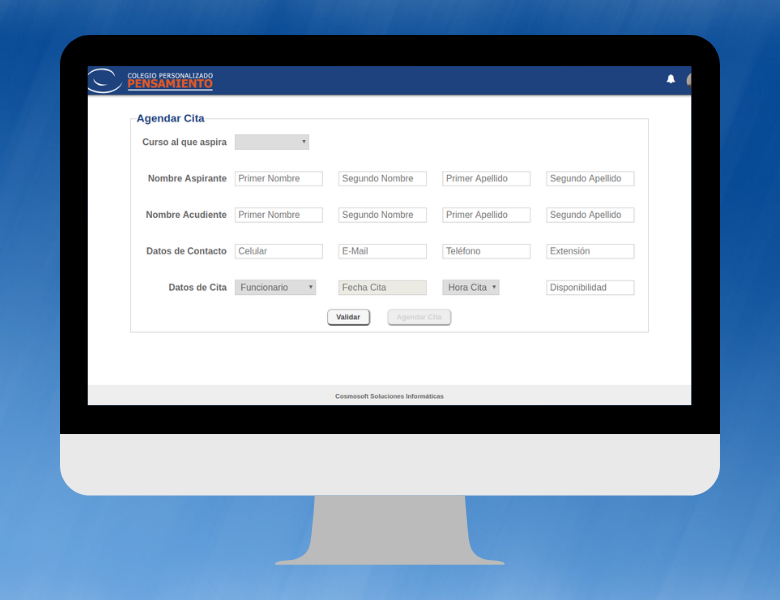 COLEGIO PERSONALIZADO
PENSAMIENTO
Agendar Cita
Curso al que aspira
Nombre Aspirante Primer Nombre Segundo Nombre Primer Apellido Segundo Apellido
Nombre Acudiente Primer Nombre Segundo Nombre Primer Apellido Segundo Apellido
Datos de Contacto Celular E-Mail Teléfono Extensión
Datos de Cita Funcionario Fecha Cita Hora Cita Disponibilidad
Validar Agendar Cita
Cosmosoft Soluciones Informáticas